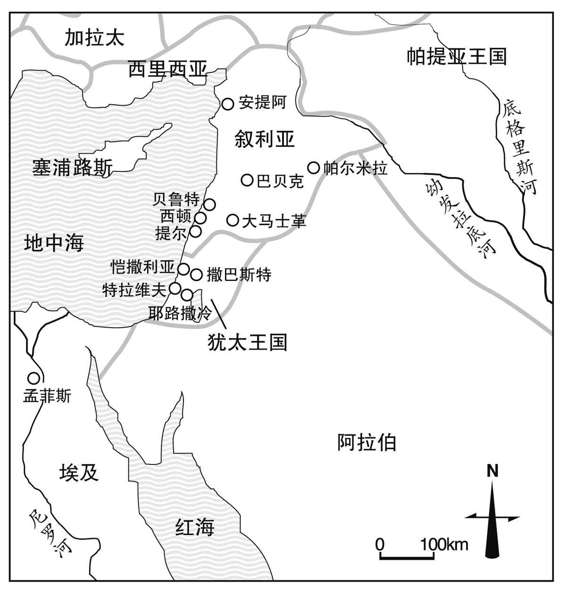 加拉太
西里西亚
帕提亚王国
安提阿
底格里斯河
叙利亚
塞浦路斯
帕尔米拉
巴贝克
幼发拉底河
贝鲁特
西顿
大马士革
提尔
地中海
恺撒利亚
撒巴斯特
特拉维夫
耶路撒冷
犹太王国
孟菲斯
阿拉伯
埃及
N
尼罗河
红海
0 100km